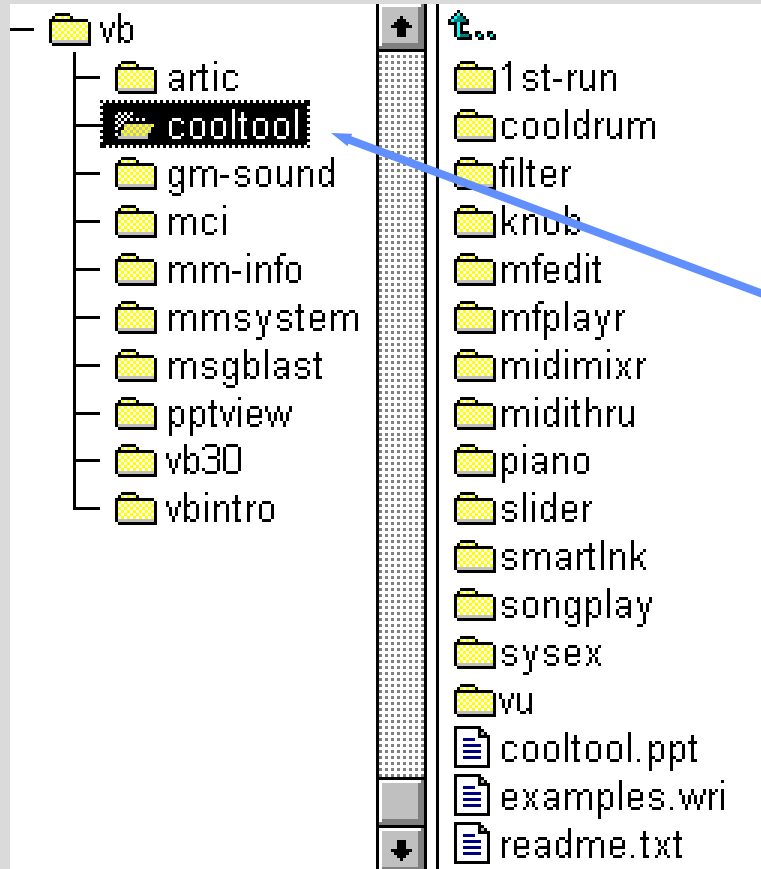 vb
artic
cooltool
gm-sound
mci
mm-info
mmsystem
msgblast
pptview
vb30
vbintro
..
1st-run
cooldrum
filter
knob
mfedit
mfplayr
midimixr
midithru
piano
slider
smartlnk
songplay
sysex
vu
cooltool.ppt
examples.wri
readme.txt